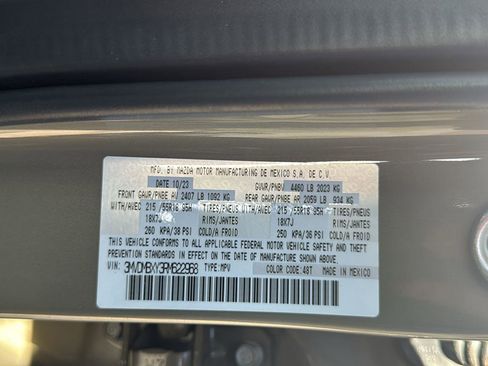 MFD. BY MAZDA MOTOR MANUFACTURING DE MEXICO S.A. DE C.V.
DATE 10/23 GVWR/PNBV 4460 LB 2023 KG
FRONT GAWR/PNBE AV 2407 LB 1092 KG REAR GAWR/PNBE AR 2059 LB 934 KG
WITH/AVEC 215/55R18 95H TIRES/PNEUS WITH/AVEC 215/55R18 95H TIRES/PNEUS
18X7J RIMS/JANTES 18X7J RIMS/JANTES
260 KPA/38 PSI COLD/A FROID 250 KPA/36 PSI COLD/A FROID
THIS VEHICLE CONFORMS TO ALL APPLICABLE FEDERAL MOTOR VEHICLE SAFETY, BUMPER, AND THEFT
PREVENTION STANDARDS IN EFFECT ON THE DATE OF MANUFACTURE SHOWN ABOVE.
VIN: TYPE: MPV COLOR CODE: 46T MADE IN MEXICO